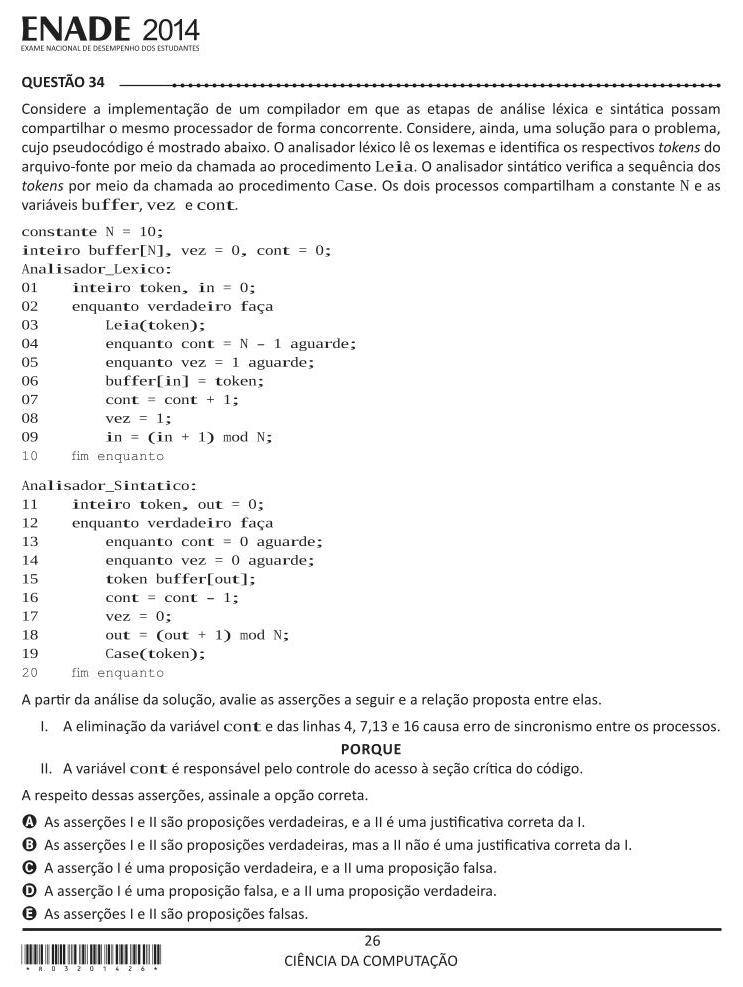 ENADE 2014
EXAME NACIONAL DE DESEMPENHO DOS ESTUDANTES
QUESTÃO 34
Considere a implementação de um compilador em que as etapas de análise léxica e sintática possam
compartilhar o mesmo processador de forma concorrente. Considere, ainda, uma solução para o problema,
cujo pseudocódigo é mostrado abaixo. O analisador léxico lê os lexemas e identifica os respectivos tokens do
arquivo-fonte por meio da chamada ao procedimento Leia. O analisador sintático verifica a sequência dos
tokens por meio da chamada ao procedimento Case. Os dois processos compartilham a constante N e as
variáveis buffer, vez e cont.
constante N = 10;
inteiro buffer[N], vez = 0, cont = 0;
Analisador_Lexico:
01 inteiro token, in = 0;
02 enquanto verdadeiro faça
03 Leia(token);
04 enquanto cont = N – 1 aguarde;
05 enquanto vez = 1 aguarde;
06 buffer[in] = token;
07 cont = cont + 1;
08 vez = 1;
09 in = (in + 1) mod N;
10 fim enquanto
Analisador_Sintatico:
11 inteiro token, out = 0;
12 enquanto verdadeiro faça
13 enquanto cont = 0 aguarde;
14 enquanto vez = 0 aguarde;
15 token buffer[out];
16 cont = cont – 1;
17 vez = 0;
18 out = (out + 1) mod N;
19 Case(token);
20 fim enquanto
A partir da análise da solução, avalie as asserções a seguir e a relação proposta entre elas.
I. A eliminação da variável cont e das linhas 4, 7,13 e 16 causa erro de sincronismo entre os processos.
PORQUE
II. A variável cont é responsável pelo controle do acesso à seção crítica do código.
A respeito dessas asserções, assinale a opção correta.
A As asserções I e II são proposições verdadeiras, e a II é uma justificativa correta da I.
B As asserções I e II são proposições verdadeiras, mas a II não é uma justificativa correta da I.
C A asserção I é uma proposição verdadeira, e a II uma proposição falsa.
D A asserção I é uma proposição falsa, e a II uma proposição verdadeira.
E As asserções I e II são proposições falsas.
26
CIÊNCIA DA COMPUTAÇÃO
* R 0 3 2 0 1 4 2 6 *